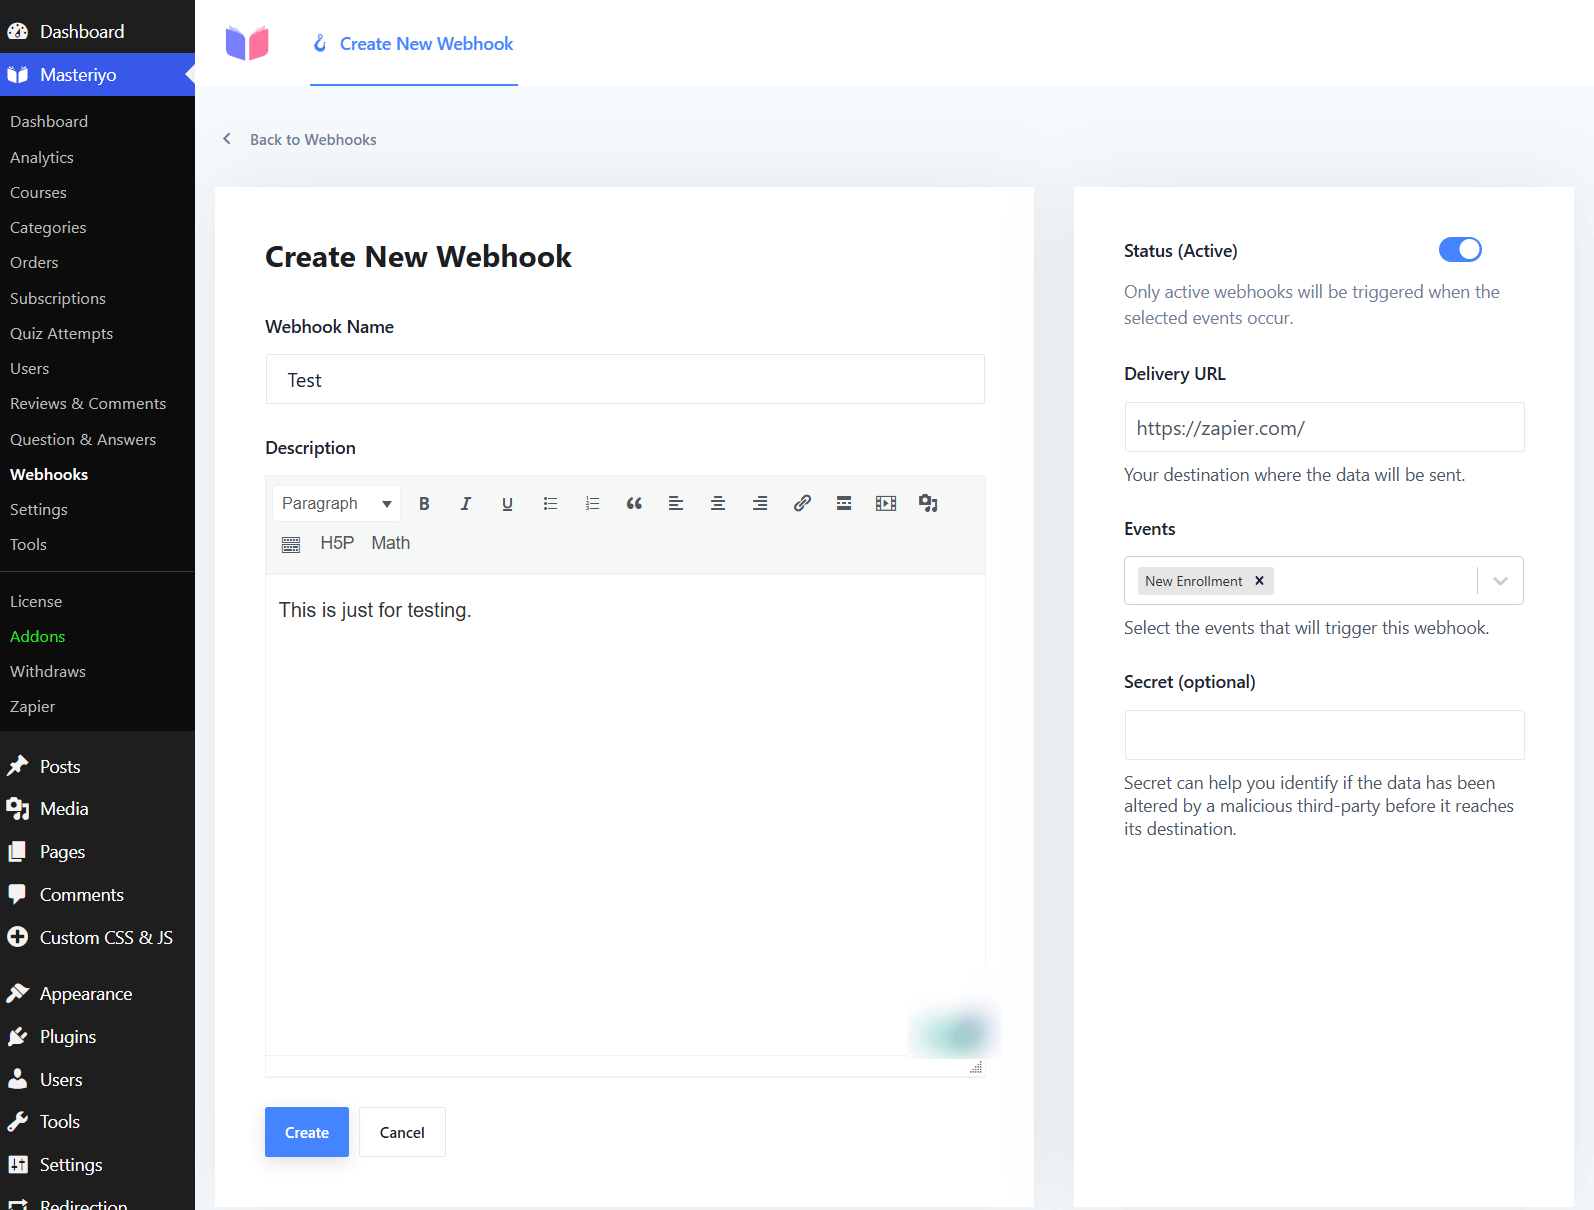 Dashboard
Masteriyo
Dashboard
Analytics
Courses
Categories
Orders
Subscriptions
Quiz Attempts
Users
Reviews & Comments
Question & Answers
Webhooks
Settings
Tools
License
Addons
Withdraws
Zapier
Posts
Media
Pages
Comments
Custom CSS & JS
Appearance
Plugins
Users
Tools
Settings
Redirection
Create New Webhook
Back to Webhooks
Create New Webhook
Webhook Name
Test
Description
Paragraph
H5P Math
This is just for testing.
Create Cancel
Status (Active)
Only active webhooks will be triggered when the
selected events occur.
Delivery URL
https://zapier.com/
Your destination where the data will be sent.
Events
New Enrollment
Select the events that will trigger this webhook.
Secret (optional)
Secret can help you identify if the data has been
altered by a malicious third-party before it reaches
its destination.